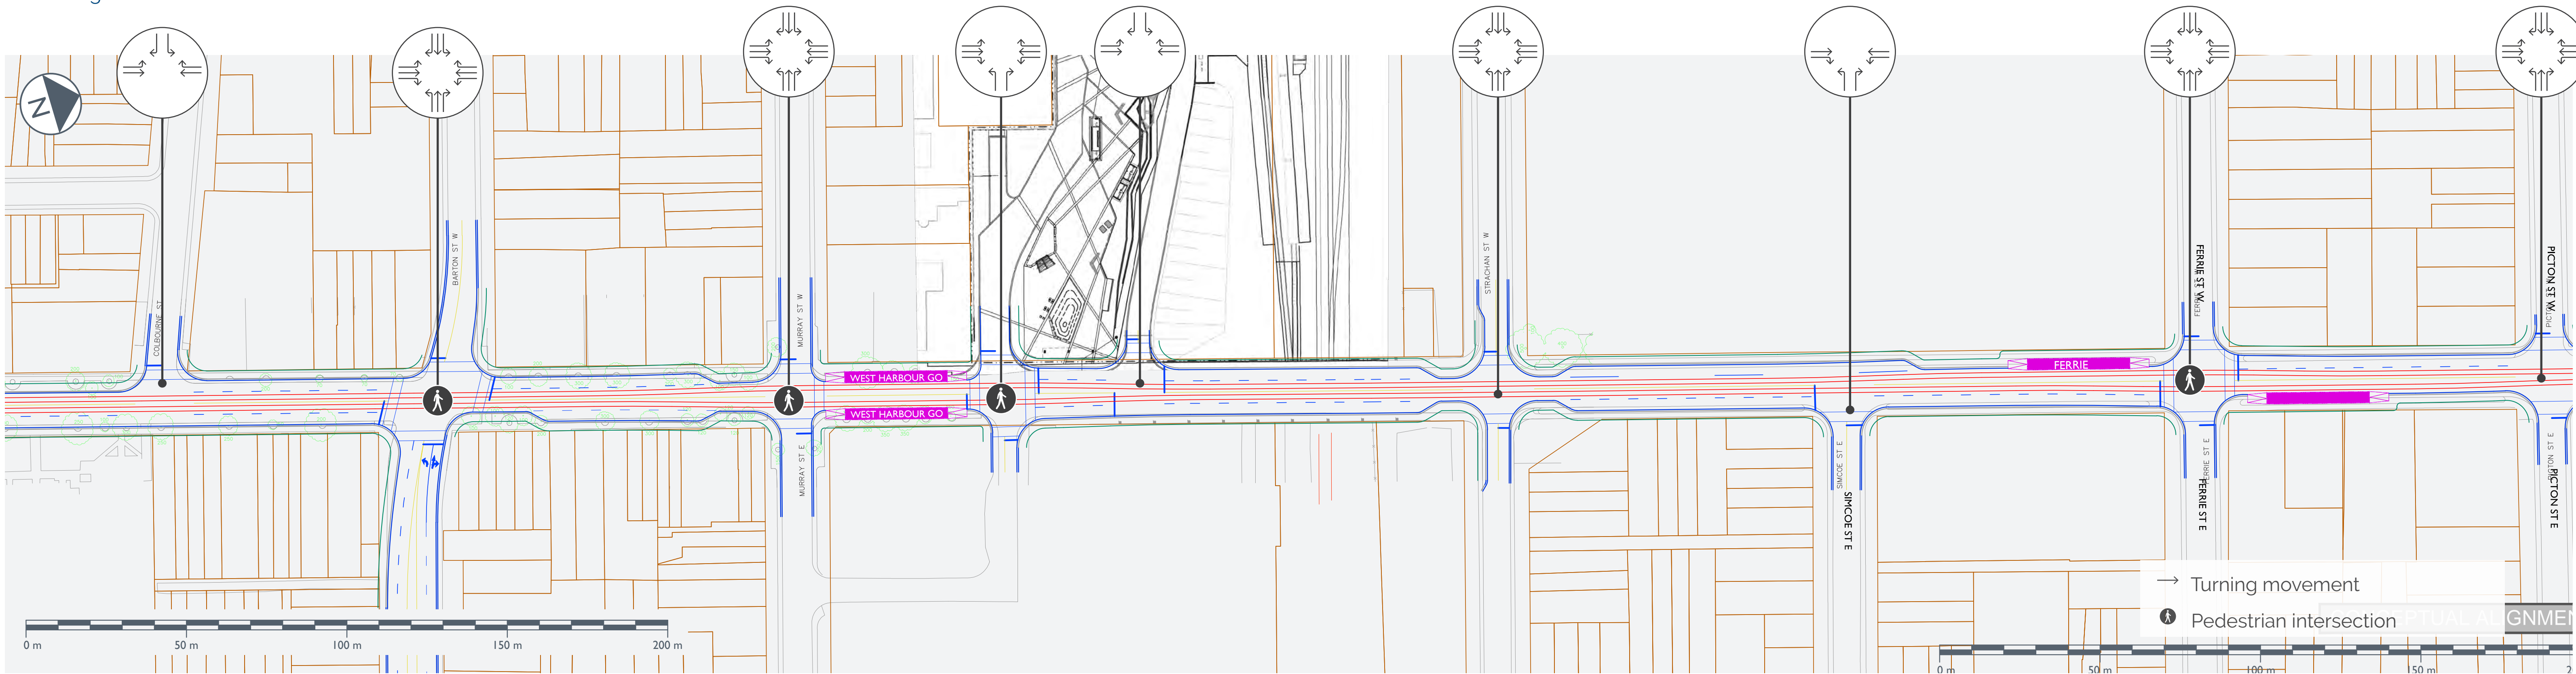 N
COLBOURNE ST
BARTON ST W
MURRAY ST W
STRACHAN ST W
FERRIE ST W
PICTON ST W
WEST HARBOUR GO
WEST HARBOUR GO
FERRIE
MURRAY ST E
SIMCOE ST E
SIMCOE ST E
FERRIE ST E
FERRIE ST E
PICTON ST E
PICTON ST E
Turning movement
Pedestrian intersection
0 m 50 m 100 m 150 m 200 m
0 m 50 m 100 m 150 m